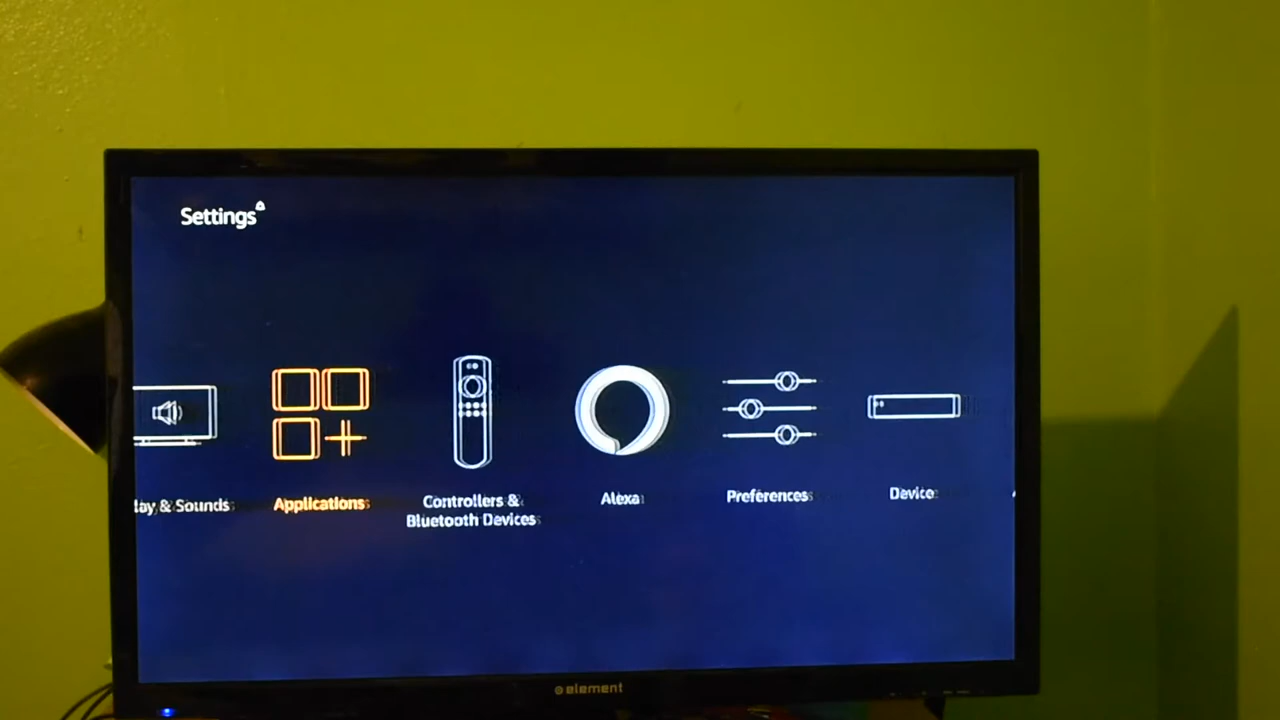 Settings
lay & Sounds
Applications
Controllers &
Bluetooth Devices
Alexa
Preferences
Device
element